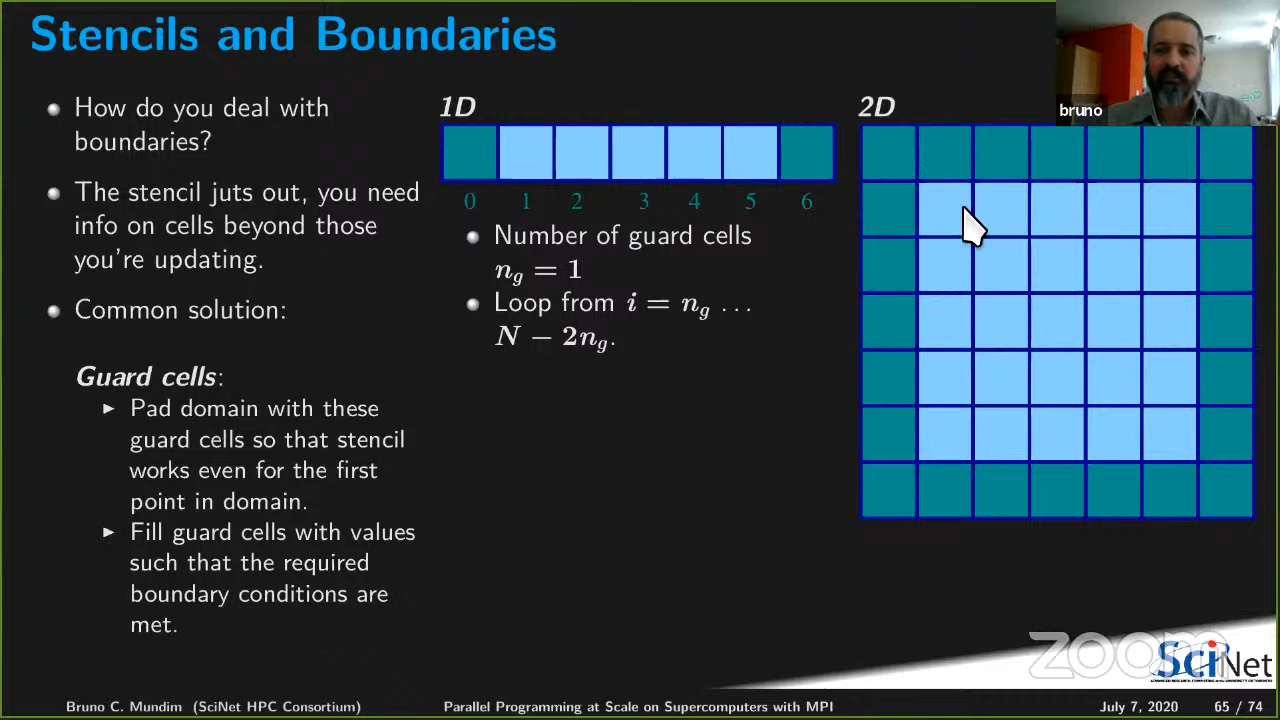 Stencils and Boundaries
bruno
How do you deal with
boundaries?
The stencil juts out, you need
info on cells beyond those
you're updating.
Common solution:
Guard cells:
Pad domain with these
guard cells so that stencil
works even for the first
point in domain.
Fill guard cells with values
such that the required
boundary conditions are
met.
1D
0 1 2 3 4 5 6
Number of guard cells
n_g = 1
Loop from i = n_g ...
N − 2n_g.
2D
zoom
SciNet
Bruno C. Mundim (SciNet HPC Consortium)
Parallel Programming at Scale on Supercomputers with MPI
July 7, 2020
65 / 74